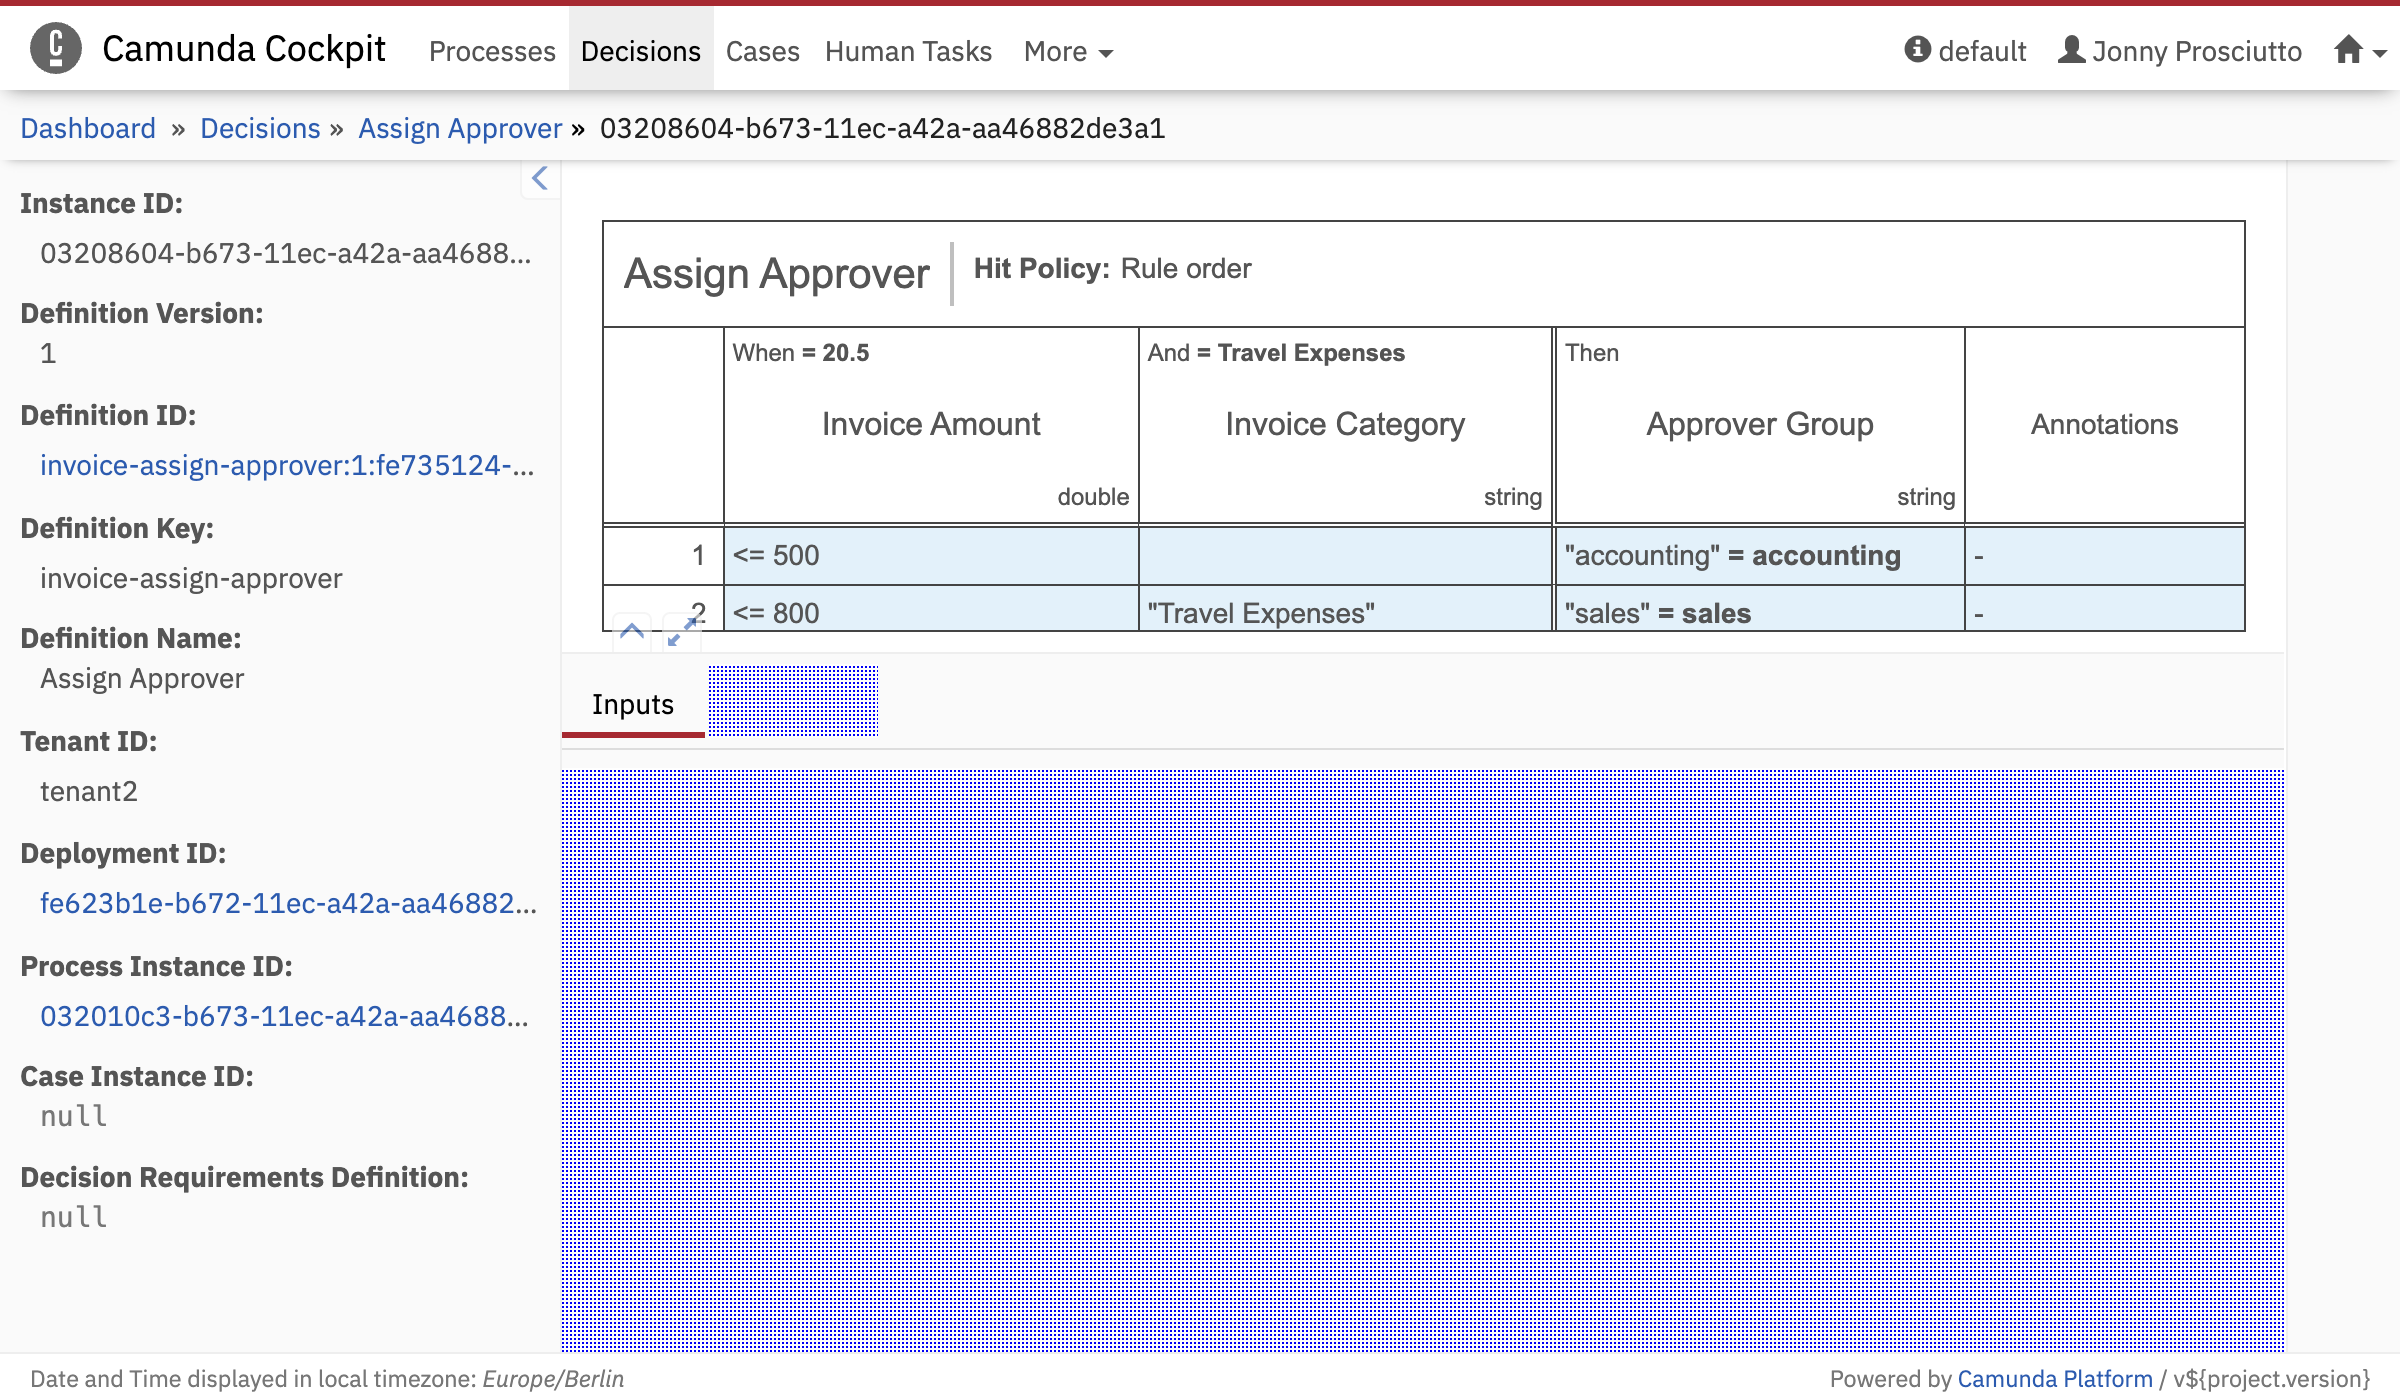 Camunda Cockpit Processes Decisions Cases Human Tasks More default Jonny Prosciutto
Dashboard » Decisions » Assign Approver » 03208604-b673-11ec-a42a-aa46882de3a1
Instance ID:
03208604-b673-11ec-a42a-aa4688...
Definition Version:
1
Definition ID:
invoice-assign-approver:1:fe735124-...
Definition Key:
invoice-assign-approver
Definition Name:
Assign Approver
Tenant ID:
tenant2
Deployment ID:
fe623b1e-b672-11ec-a42a-aa46882...
Process Instance ID:
032010c3-b673-11ec-a42a-aa4688...
Case Instance ID:
null
Decision Requirements Definition:
null
Assign Approver Hit Policy: Rule order
When = 20.5 And = Travel Expenses Then
Invoice Amount Invoice Category Approver Group Annotations
double string string
1 <= 500 "accounting" = accounting -
2 <= 800 "Travel Expenses" "sales" = sales -
Inputs
Date and Time displayed in local timezone: Europe/Berlin
Powered by Camunda Platform / v${project.version}